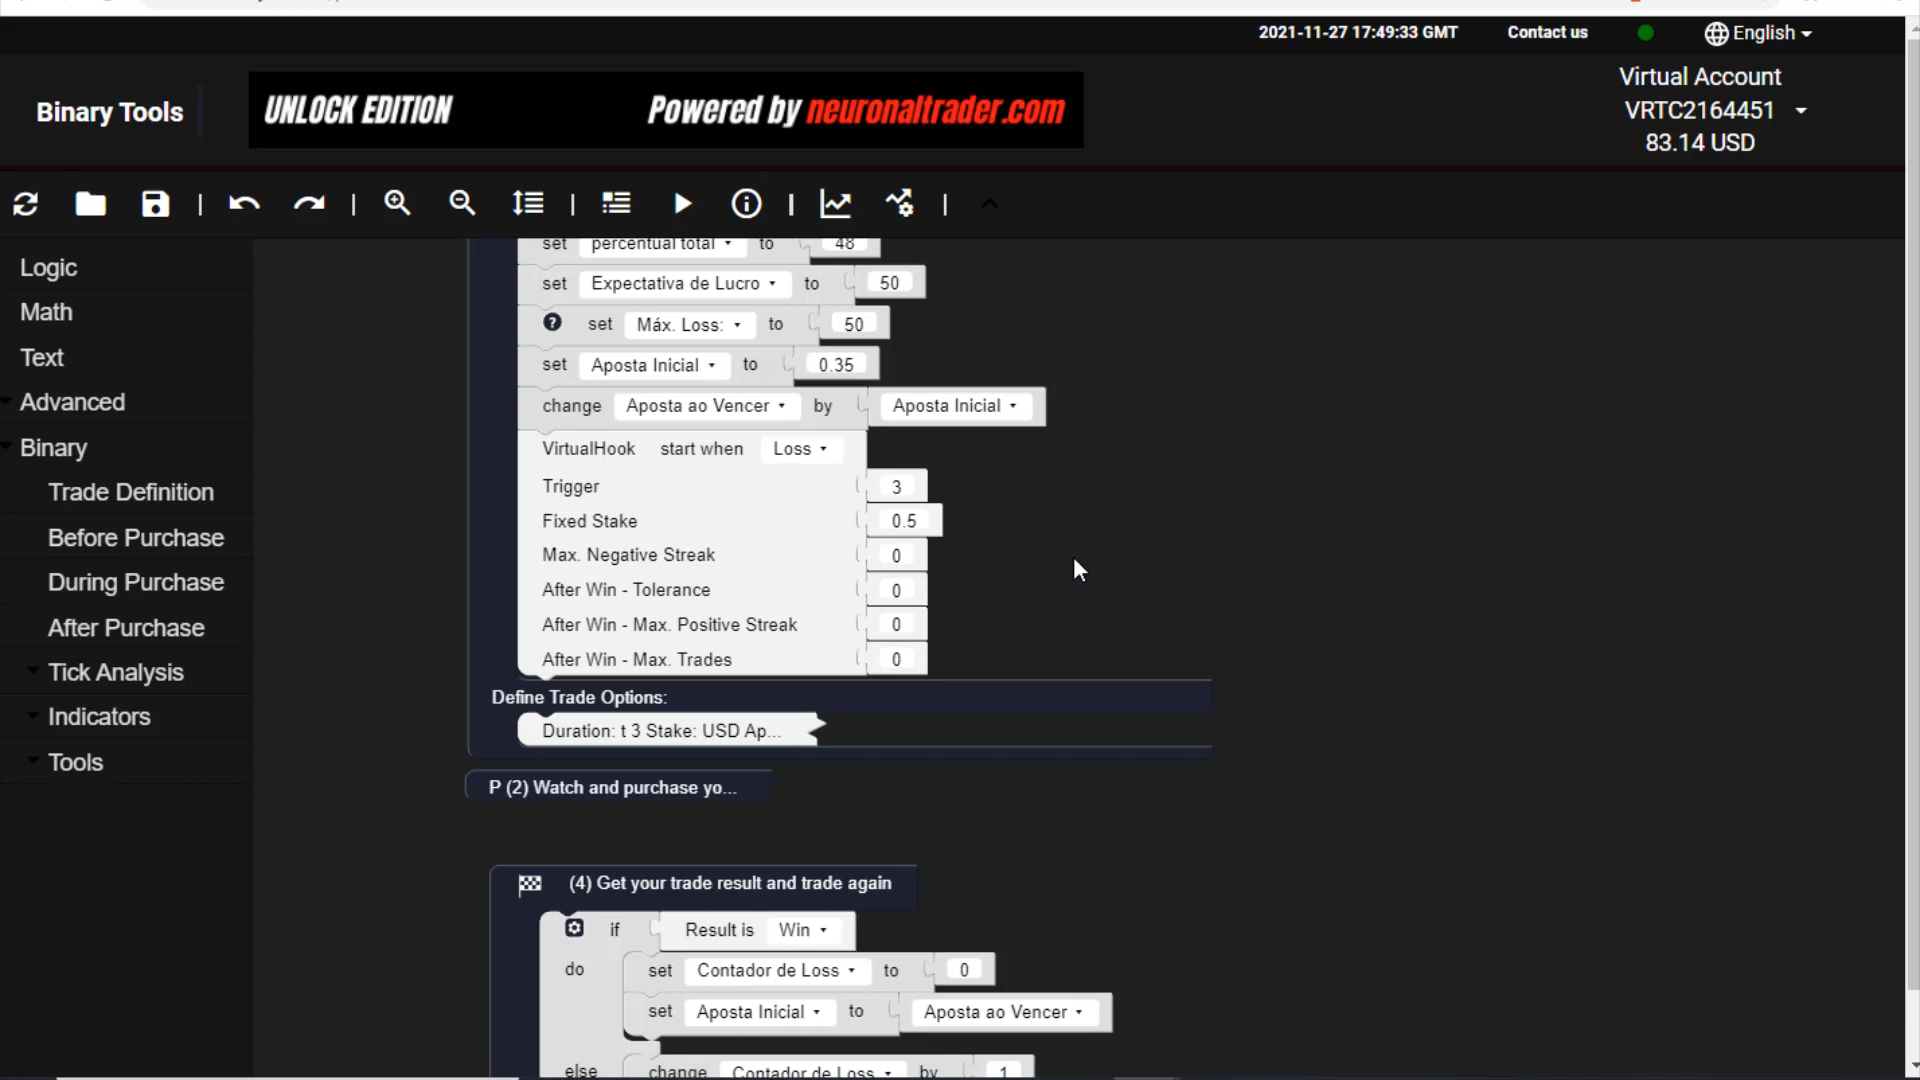 2021-11-27 17:49:33 GMT Contact us English
Binary Tools
UNLOCK EDITION Powered by neuronaltrader.com
Virtual Account
VRTC2164451
83.14 USD
Logic
Math
Text
Advanced
Binary
Trade Definition
Before Purchase
During Purchase
After Purchase
Tick Analysis
Indicators
Tools
set percentual total to 48
set Expectativa de Lucro to 50
? set Máx. Loss: to 50
set Aposta Inicial to 0.35
change Aposta ao Vencer by Aposta Inicial
VirtualHook start when Loss
Trigger 3
Fixed Stake 0.5
Max. Negative Streak 0
After Win - Tolerance 0
After Win - Max. Positive Streak 0
After Win - Max. Trades 0
Define Trade Options:
Duration: t 3 Stake: USD Ap...
P (2) Watch and purchase yo...
(4) Get your trade result and trade again
if Result is Win
do set Contador de Loss to 0
set Aposta Inicial to Aposta ao Vencer
else change Contador de Loss by 1